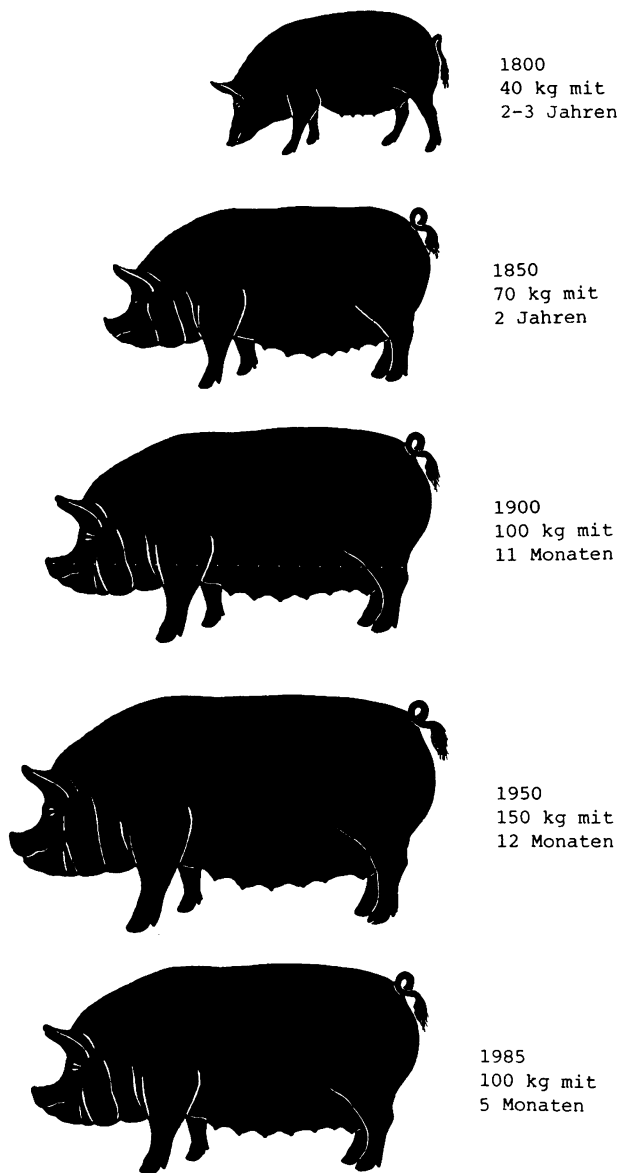 1800
40 kg mit
2-3 Jahren
1850
70 kg mit
2 Jahren
1900
100 kg mit
11 Monaten
1950
150 kg mit
12 Monaten
1985
100 kg mit
5 Monaten